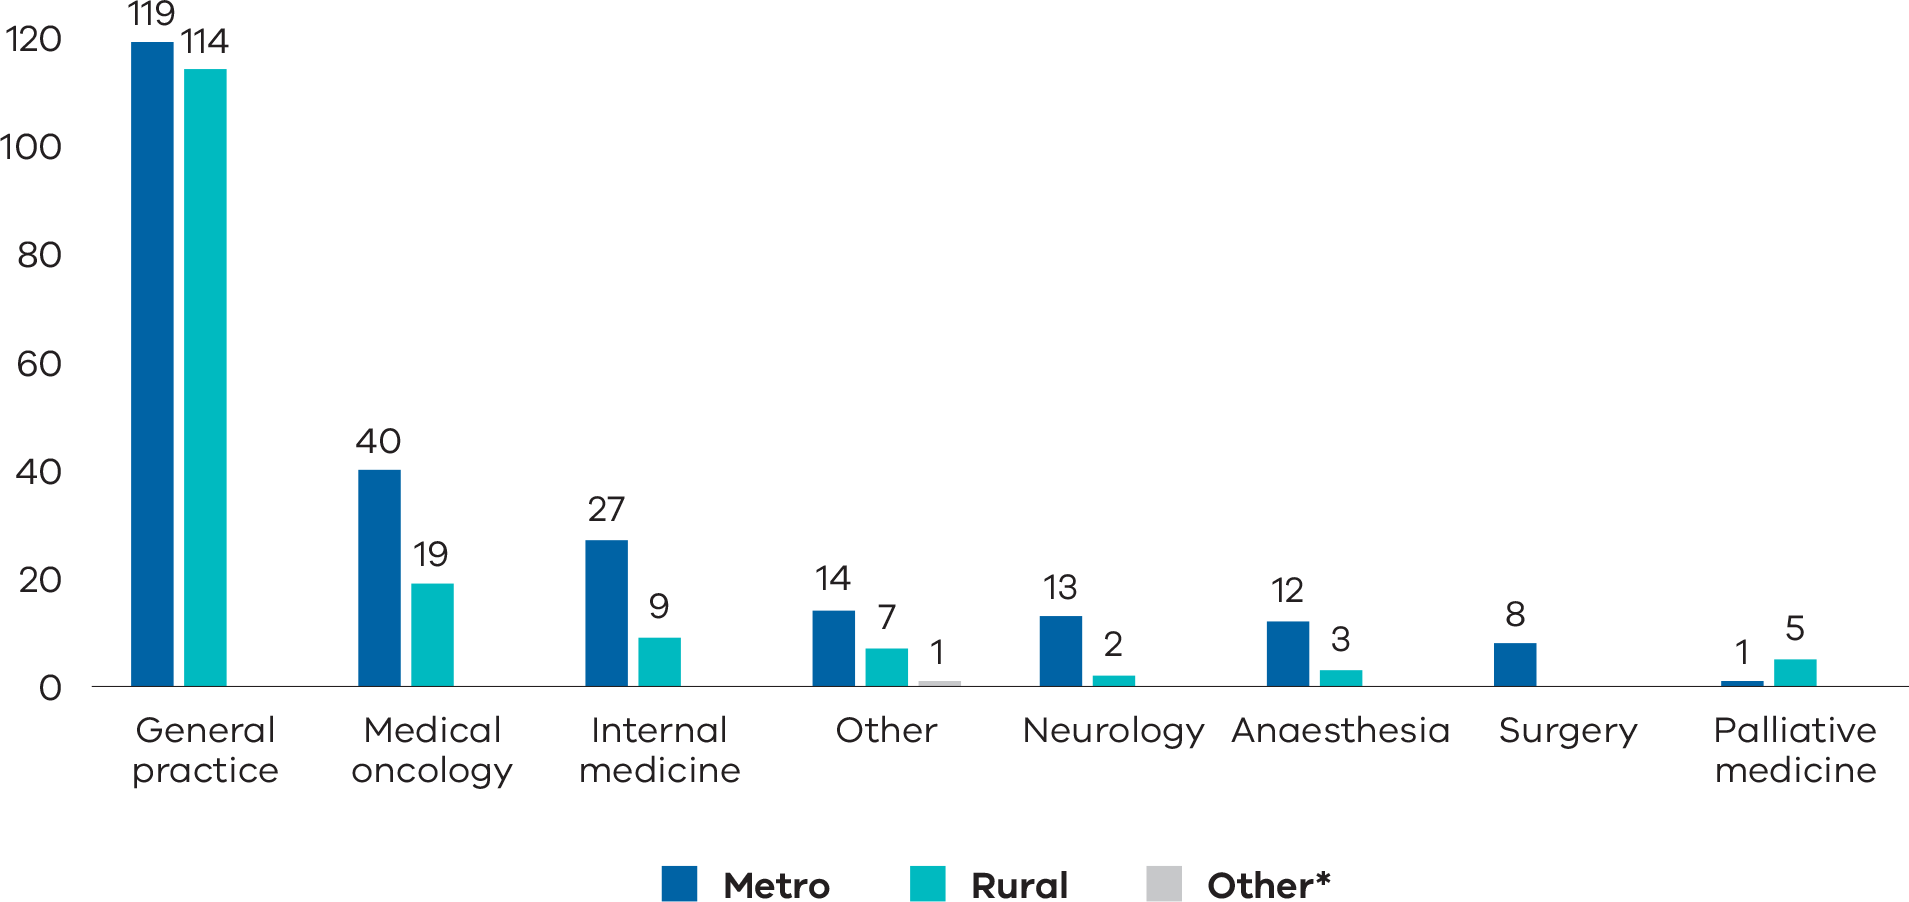 119
114
120
100
80
60
40
20
0
40
19
27
9
14
7
1
13
2
12
3
8
1
5
General
practice
Medical
oncology
Internal
medicine
Other
Neurology
Anaesthesia
Surgery
Palliative
medicine
Metro
Rural
Other*